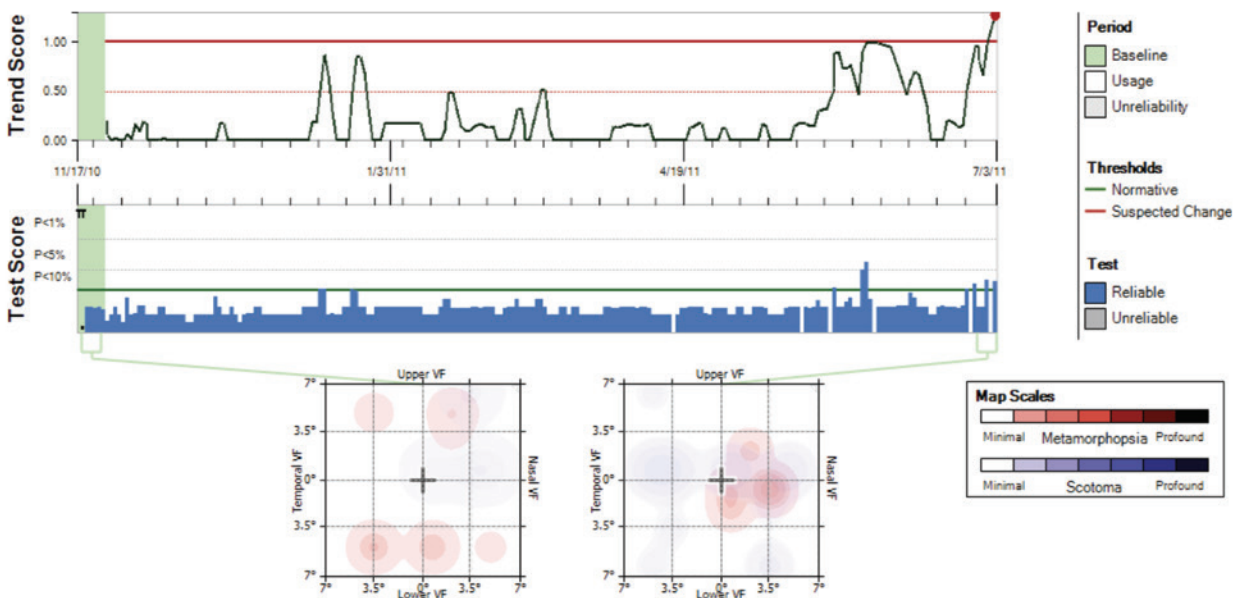 Trend Score
1.00
0.50
0.00
11/17/10
1/31/11
4/19/11
7/3/11
Period
Baseline
Usage
Unreliability
Thresholds
Normative
Suspected Change
Test Score
P<1%
P<5%
P<10%
Test
Reliable
Unreliable
Upper VF
7°
3.5°
0°
3.5°
7°
Temporal VF
Nasal VF
7°
3.5°
0°
3.5°
7°
Lower VF
Upper VF
7°
3.5°
0°
3.5°
7°
Temporal VF
Nasal VF
7°
3.5°
0°
3.5°
7°
Lower VF
Map Scales
Minimal Metamorphopsia Profound
Minimal Scotoma Profound